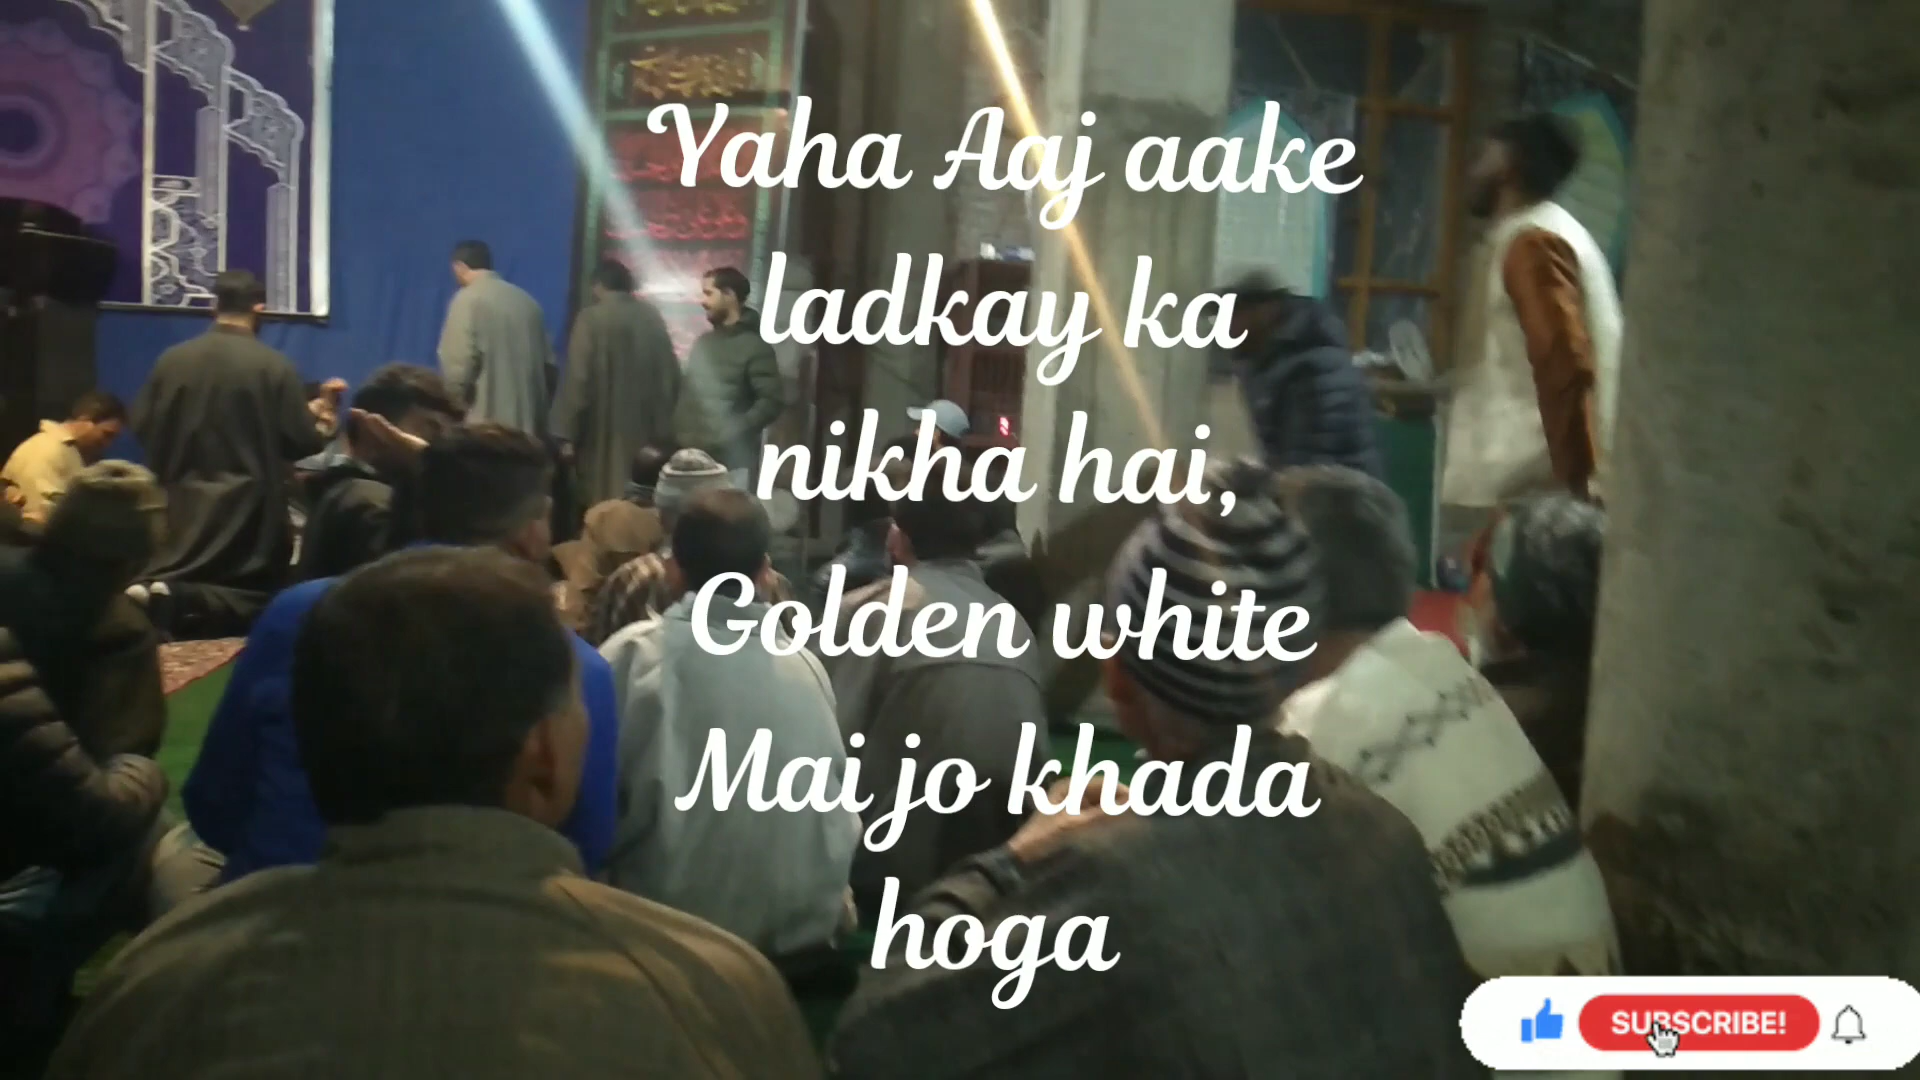 Yaha Aaj aake
ladkay ka
nikha hai,
Golden white
Mai jo khada
hoga
SUBSCRIBE!